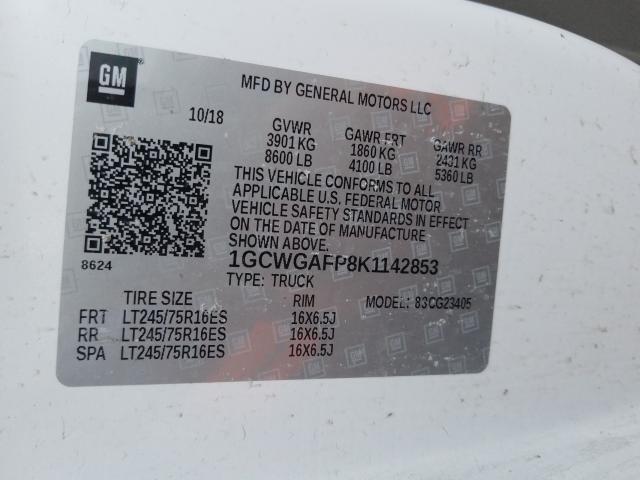 GM
MFD BY GENERAL MOTORS LLC
10/18 GVWR GAWR FRT GAWR RR
3901 KG 1860 KG 2431 KG
8600 LB 4100 LB 5360 LB
THIS VEHICLE CONFORMS TO ALL
APPLICABLE U.S. FEDERAL MOTOR
VEHICLE SAFETY STANDARDS IN EFFECT
ON THE DATE OF MANUFACTURE
8624
1GCWGAFP8K1142853
TYPE: TRUCK
TIRE SIZE RIM MODEL: 83CG23405
FRT LT245/75R16ES 16X6.5J
RR LT245/75R16ES 16X6.5J
SPA LT245/75R16ES 16X6.5J